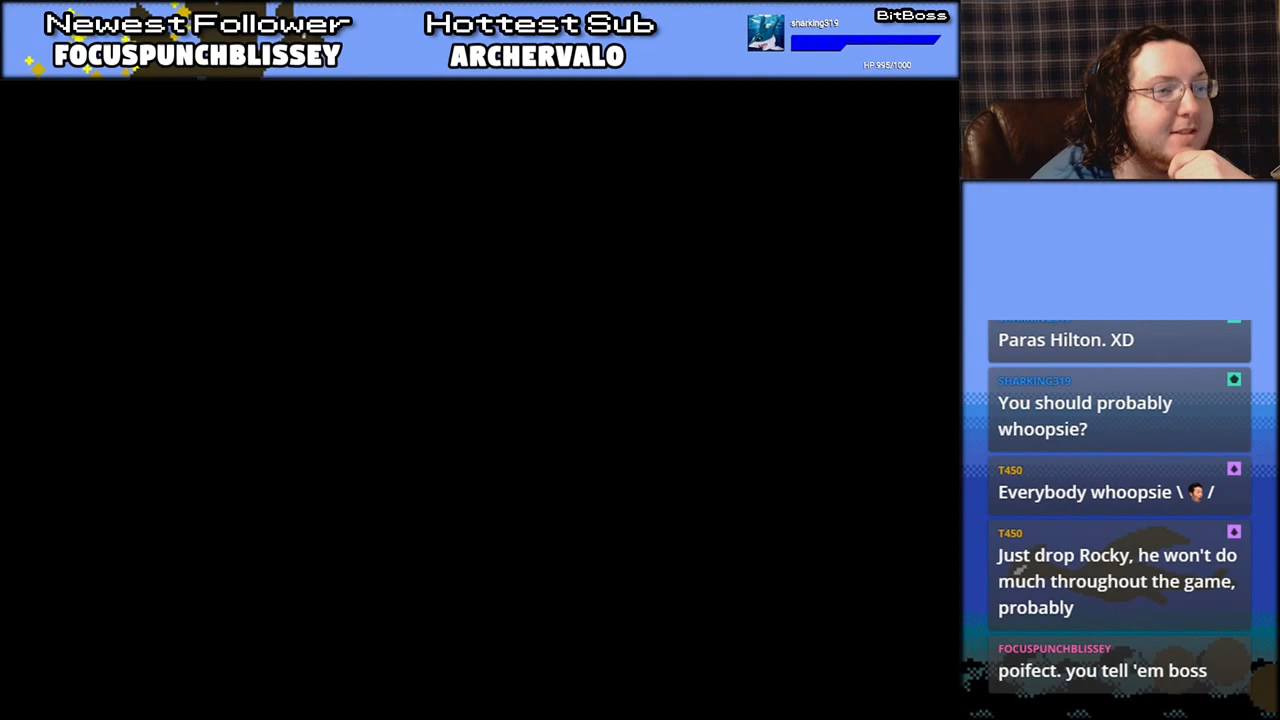 Newest Follower
FOCUSPUNCHBLISSEY
Hottest Sub
ARCHERVALO
BitBoss
snarking319
HP 995/1000
Paras Hilton. XD
SHARKING319
You should probably
whoopsie?
T450
Everybody whoopsie \ /
T450
Just drop Rocky, he won't do
much throughout the game,
probably
FOCUSPUNCHBLISSEY
poifect. you tell 'em boss